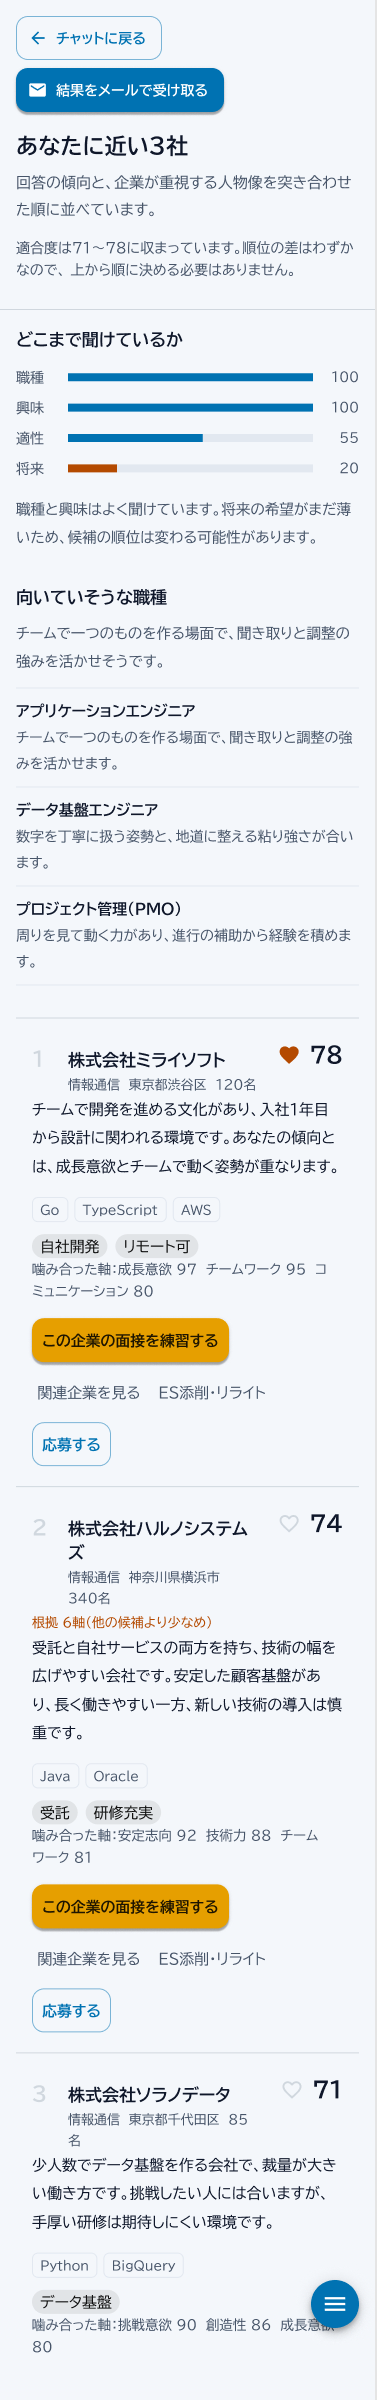 チャットに戻る
結果をメールで受け取る
あなたに近い3社
回答の傾向と、企業が重視する人物像を突き合わせ
た順に並べています。
適合度は71〜78に収まっています。順位の差はわずか
なので、上から順に決める必要はありません。
どこまで聞けているか
職種 100
興味 100
適性 55
将来 20
職種と興味はよく聞けています。将来の希望がまだ薄
いため、候補の順位は変わる可能性があります。
向いていそうな職種
チームで一つのものを作る場面で、聞き取りと調整の
強みを活かせそうです。
アプリケーションエンジニア
チームで一つのものを作る場面で、聞き取りと調整の強
みを活かせます。
データ基盤エンジニア
数字を丁寧に扱う姿勢と、地道に整える粘り強さが合い
ます。
プロジェクト管理（PMO）
周りを見て動く力があり、進行の補助から経験を積めま
す。
1 株式会社ミライソフト 78
情報通信 東京都渋谷区 120名
チームで開発を進める文化があり、入社1年目
から設計に関われる環境です。あなたの傾向と
は、成長意欲とチームで動く姿勢が重なります。
Go TypeScript AWS
自社開発 リモート可
噛み合った軸：成長意欲 97 チームワーク 95 コ
ミュニケーション 80
この企業の面接を練習する
関連企業を見る ES添削・リライト
応募する
2 株式会社ハルノシステム 74
ズ
情報通信 神奈川県横浜市
340名
根拠 6軸（他の候補より少なめ）
受託と自社サービスの両方を持ち、技術の幅を
広げやすい会社です。安定した顧客基盤があ
り、長く働きやすい一方、新しい技術の導入は慎
重です。
Java Oracle
受託 研修充実
噛み合った軸：安定志向 92 技術力 88 チーム
ワーク 81
この企業の面接を練習する
関連企業を見る ES添削・リライト
応募する
3 株式会社ソラノデータ 71
情報通信 東京都千代田区 85
名
少人数でデータ基盤を作る会社で、裁量が大き
い働き方です。挑戦したい人には合いますが、
手厚い研修は期待しにくい環境です。
Python BigQuery
データ基盤
噛み合った軸：挑戦意欲 90 創造性 86 成長意欲
80